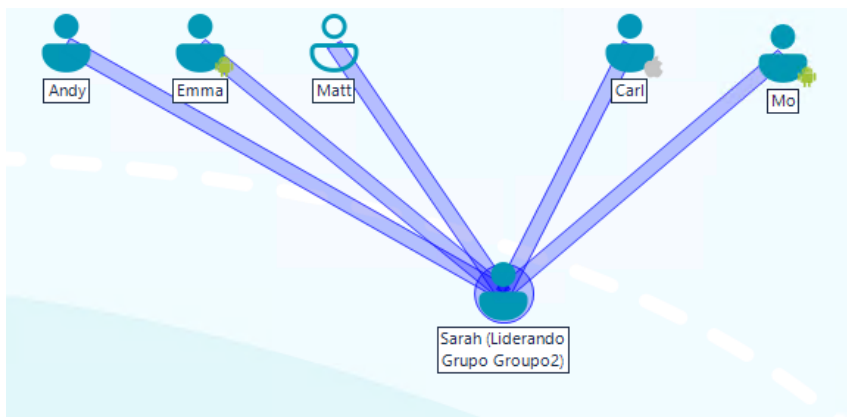 Andy
Emma
Matt
Carl
Mo
Sarah (Liderando
Grupo Groupo2)